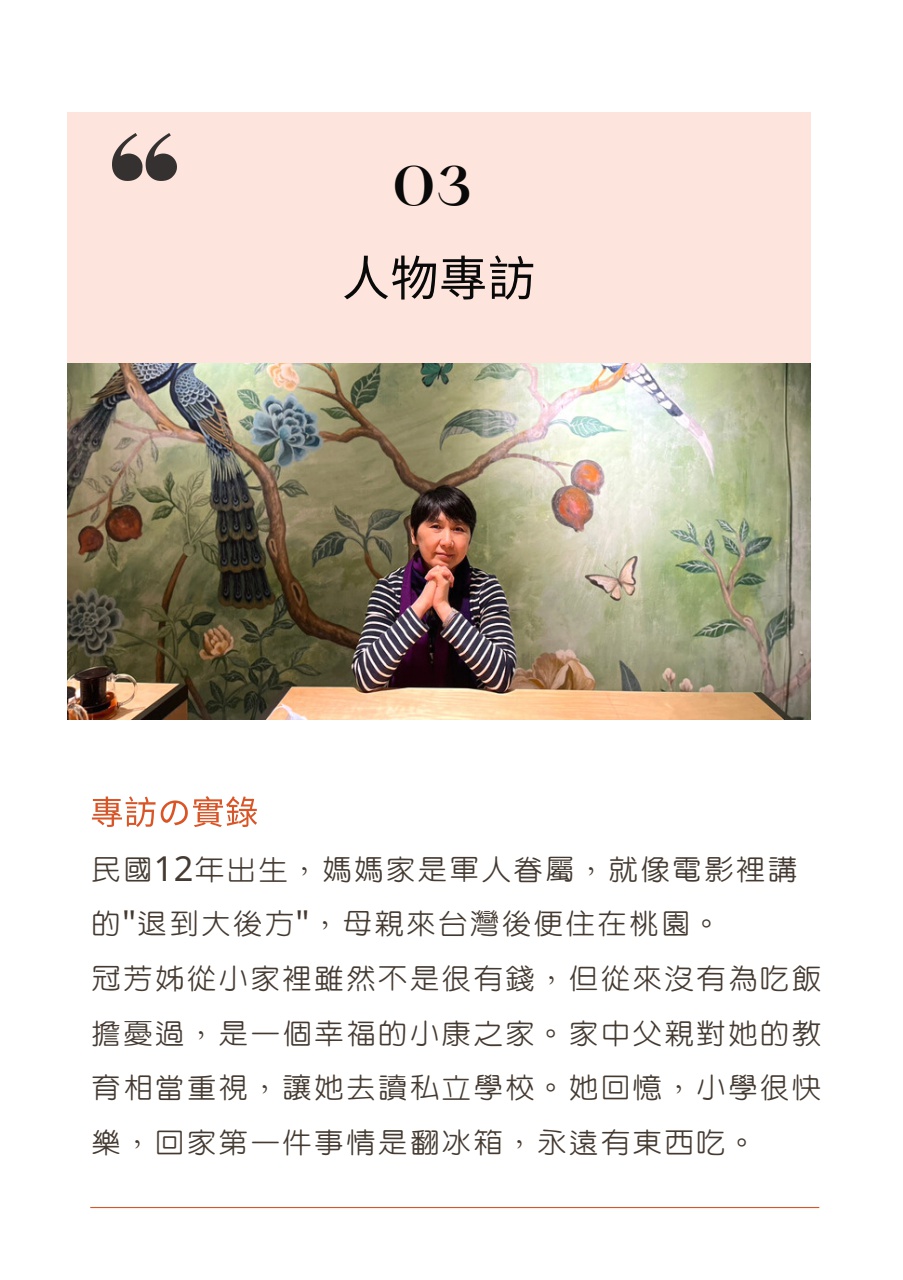 “
03
人物專訪
專訪の實錄
民國12年出生，媽媽家是軍人眷屬，就像電影裡講
的"退到大後方"，母親來台灣後便住在桃園。
冠芳姊從小家裡雖然不是很有錢，但從來沒有為吃飯
擔憂過，是一個幸福的小康之家。家中父親對她的教
育相當重視，讓她去讀私立學校。她回憶，小學很快
樂，回家第一件事情是翻冰箱，永遠有東西吃。